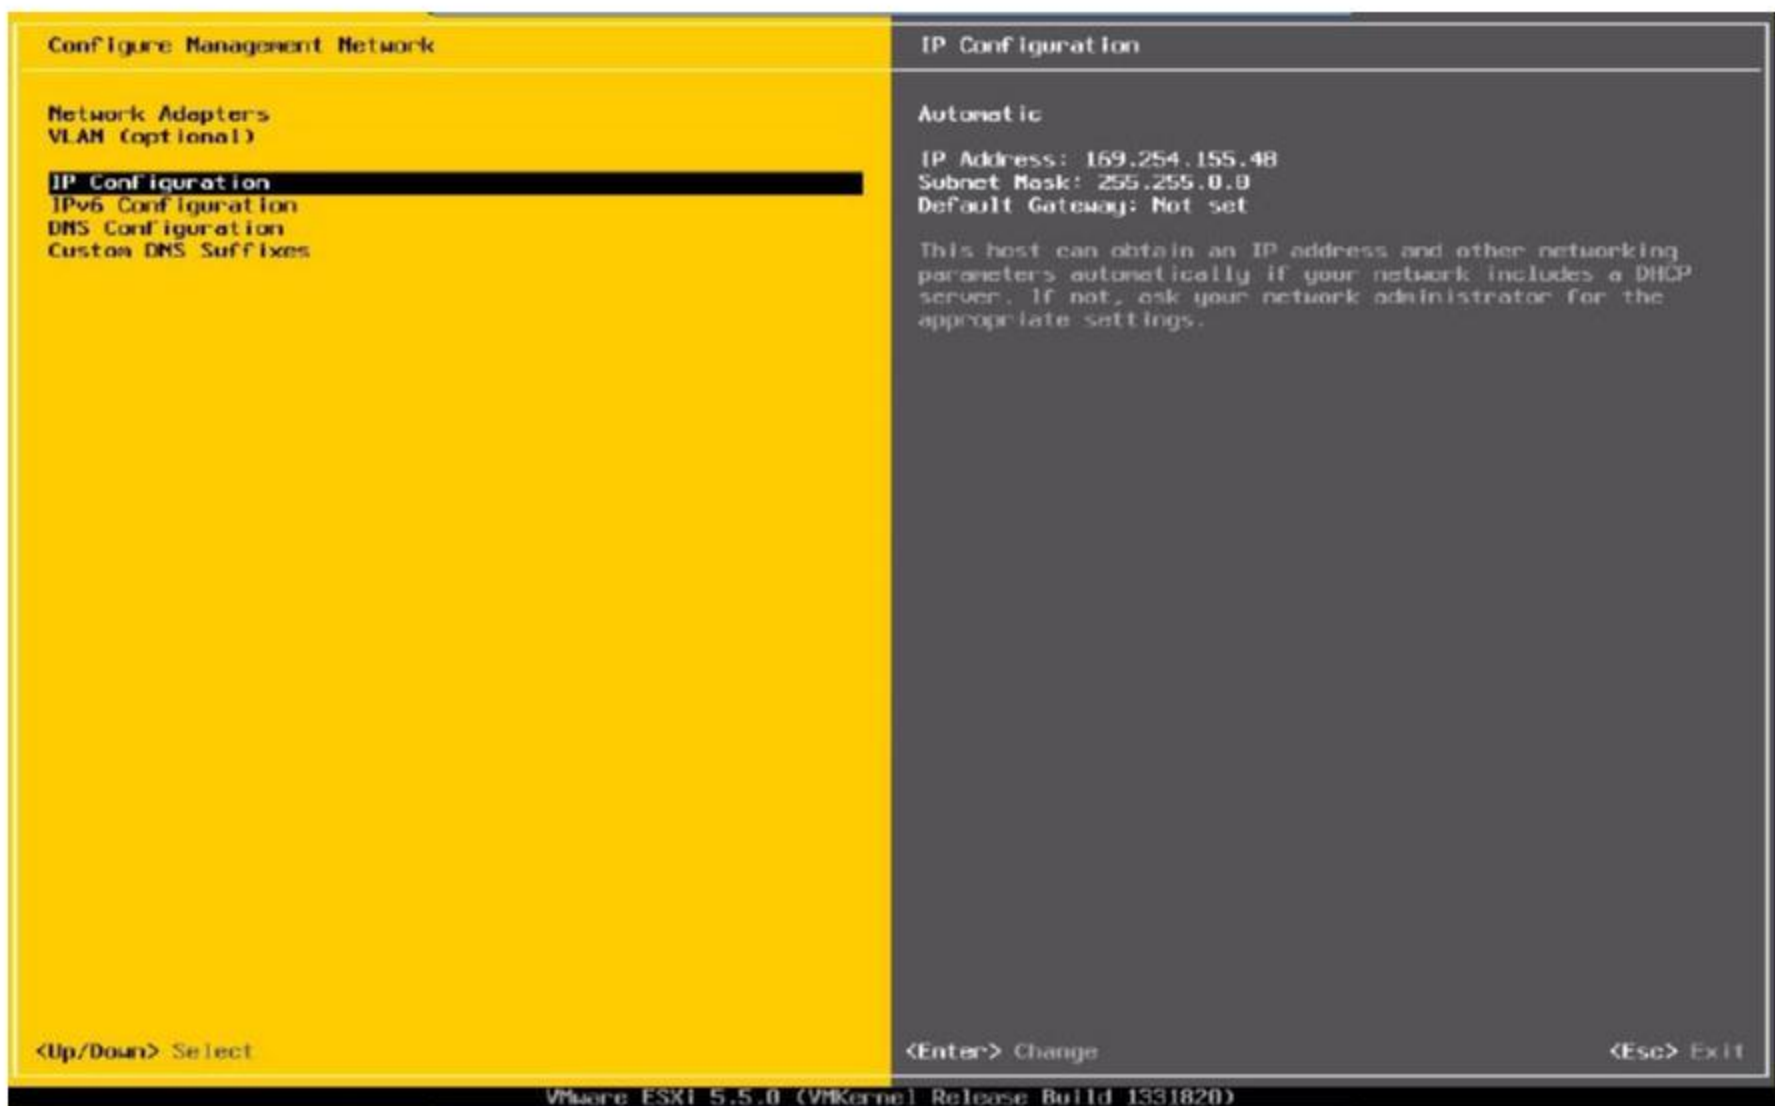 Configure Management Network
Network Adapters
VLAN (optional)
IP Configuration
IPv6 Configuration
DNS Configuration
Custom DNS Suffixes
<Up/Down> Select
IP Configuration
Automatic
IP Address: 169.254.155.48
Subnet Mask: 255.255.0.0
Default Gateway: Not set
This host can obtain an IP address and other networking
parameters automatically if your network includes a DHCP
server. If not, ask your network administrator for the
appropriate settings.
<Enter> Change
<Esc> Exit
VMware ESXi 5.5.0 (VMKernel Release Build 1331820)